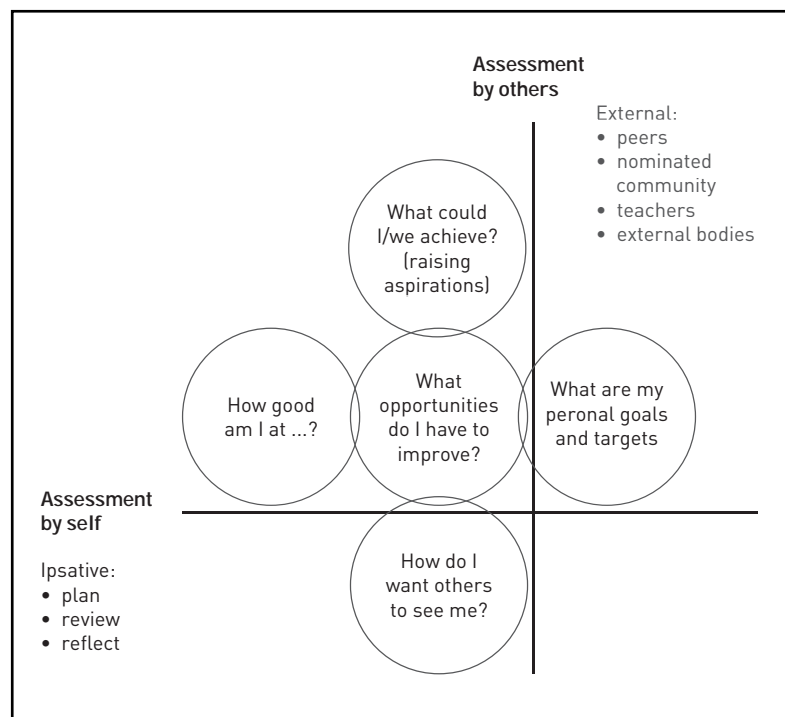 Assessment
by others
External:
• peers
• nominated
community
• teachers
• external bodies
What could
I/we achieve?
(raising
aspirations)
How good
am I at ...?
What
opportunities
do I have to
improve?
What are my
peronal goals
and targets
Assessment
by self
Ipsative:
• plan
• review
• reflect
How do I
want others
to see me?